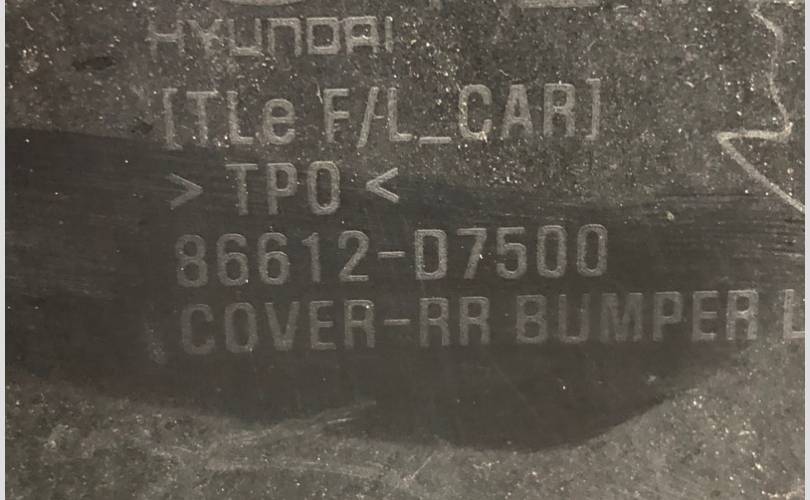 HYUNDAI
[TLe F/L_CAR]
> TPO <
86612-D7500
COVER-RR BUMPER L